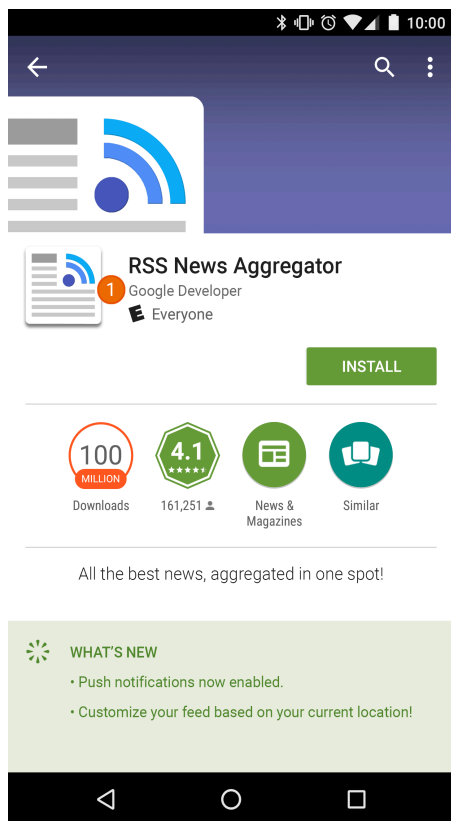 10:00
RSS News Aggregator
1
Google Developer
E Everyone
INSTALL
100
MILLION
4.1
Downloads
161,251
News &
Magazines
Similar
All the best news, aggregated in one spot!
WHAT'S NEW
• Push notifications now enabled.
• Customize your feed based on your current location!